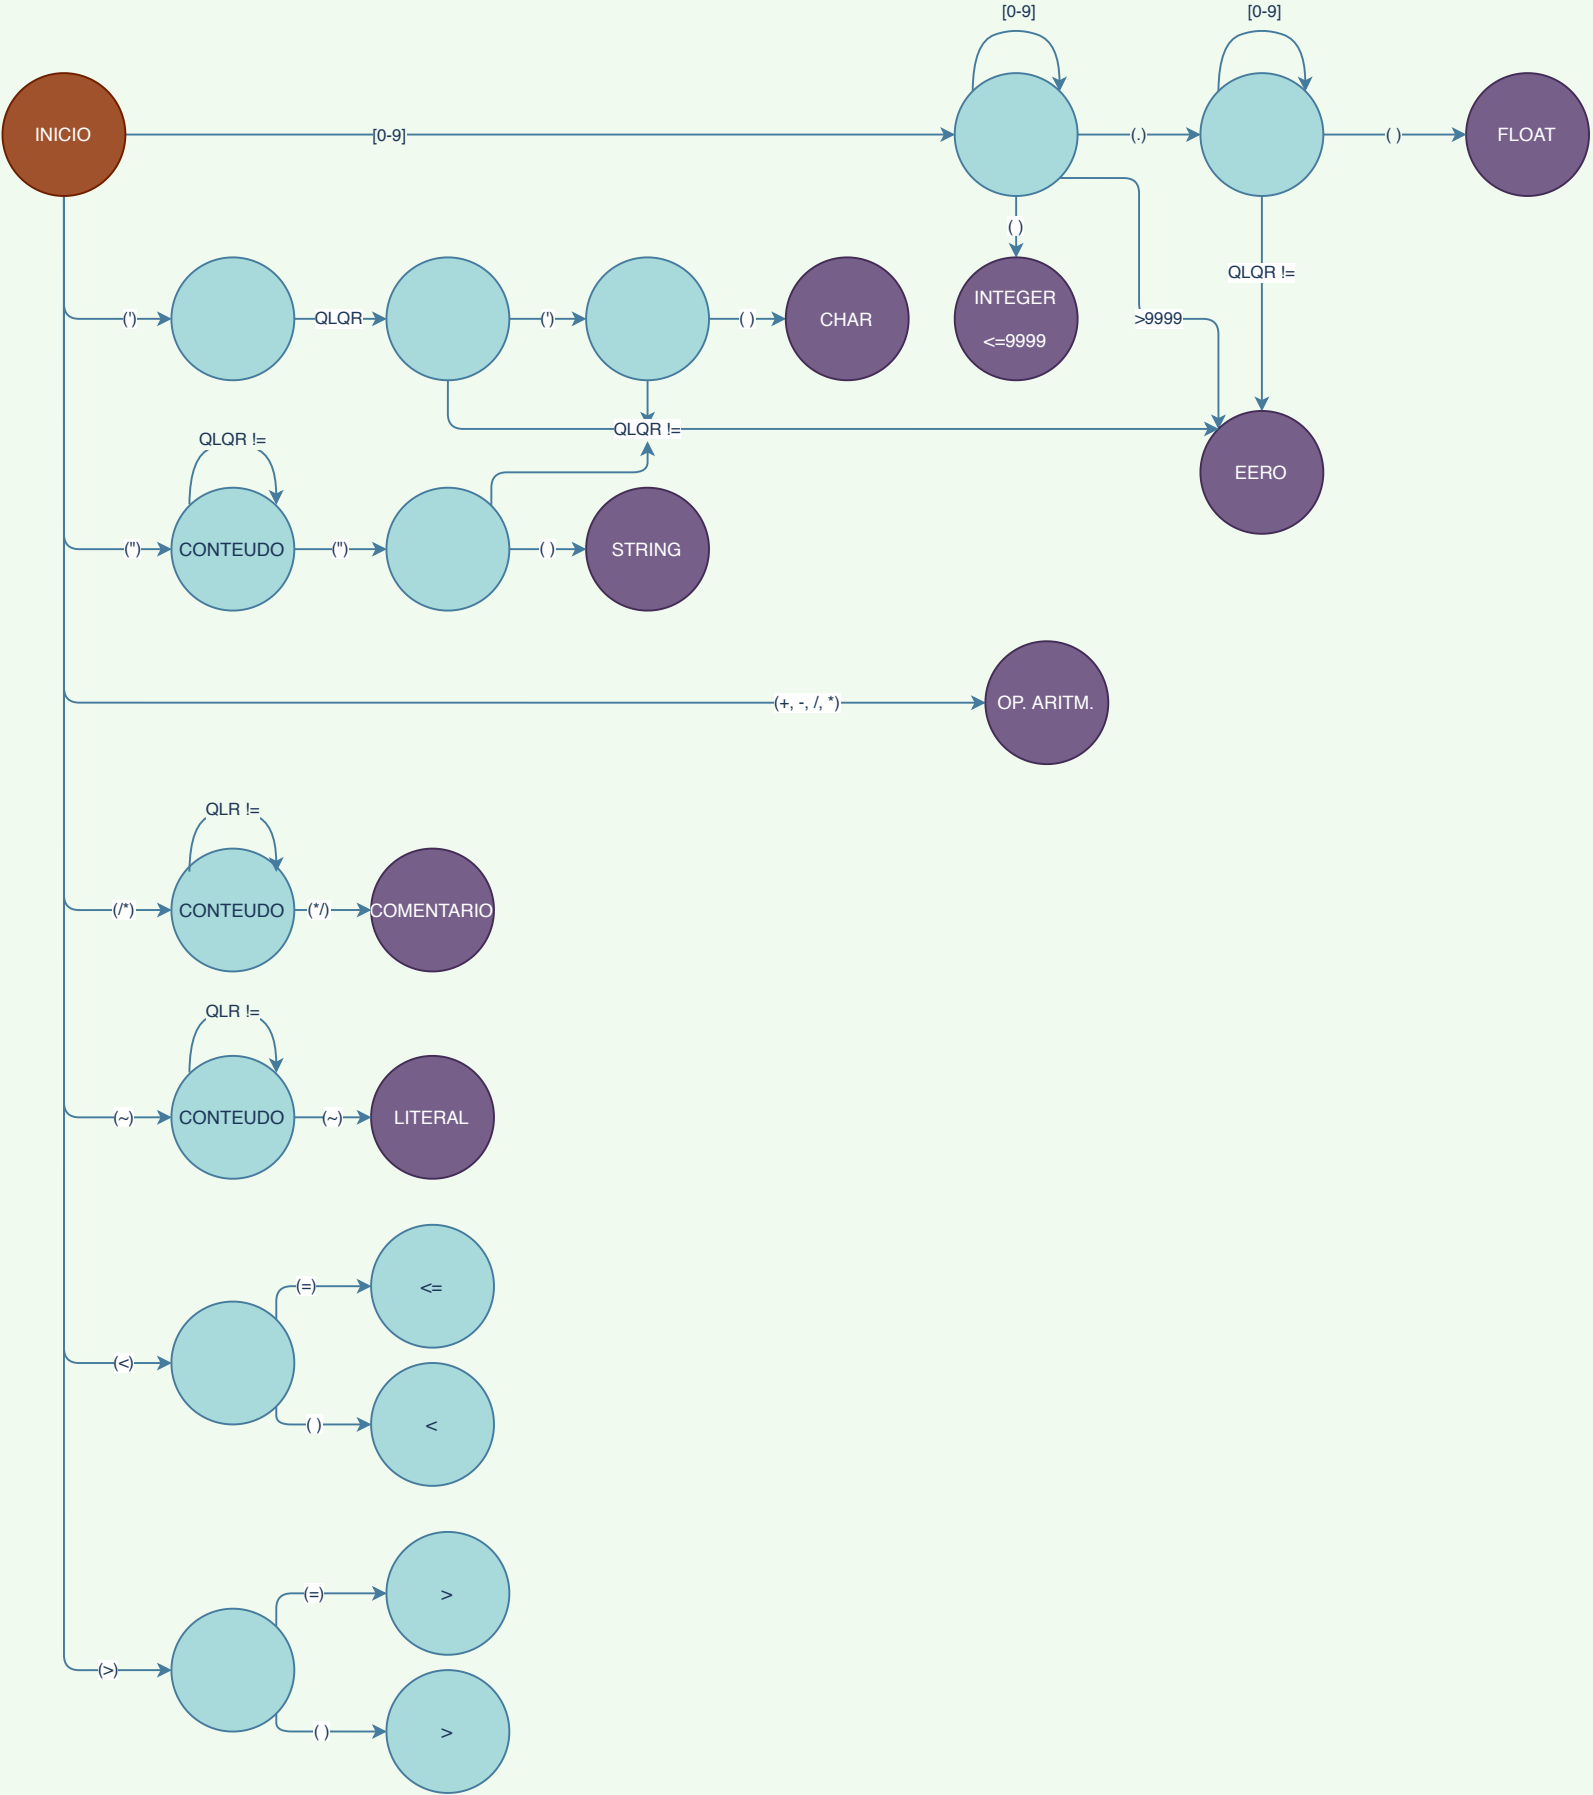 [0-9]
[0-9]
INICIO
[0-9]
(.)
( )
FLOAT
( )
QLQR !=
(')
QLQR
(')
( )
CHAR
INTEGER
<=9999
>9999
QLQR !=
QLQR !=
EERO
(")
CONTEUDO
(")
( )
STRING
(+, -, /, *)
OP. ARITM.
QLR !=
(/*)
CONTEUDO
(*/)
COMENTARIO
QLR !=
(~)
CONTEUDO
(~)
LITERAL
(=)
<=
(<)
( )
<
(=)
>
(>)
( )
>